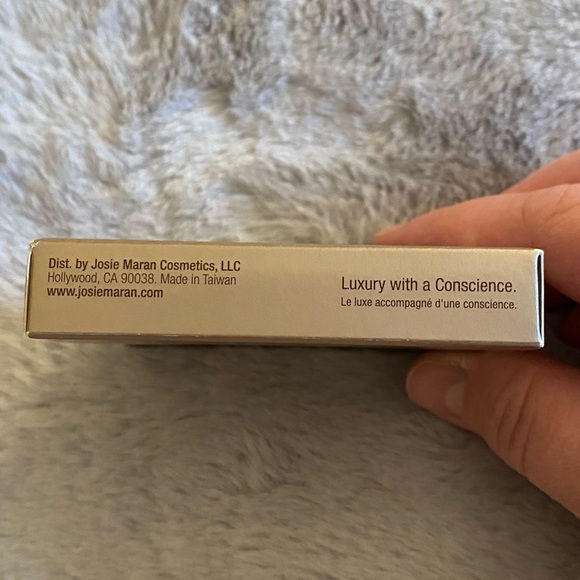 Dist. by Josie Maran Cosmetics, LLC
Hollywood, CA 90038. Made in Taiwan
www.josiemaran.com
Luxury with a Conscience.
Le luxe accompagné d'une conscience.